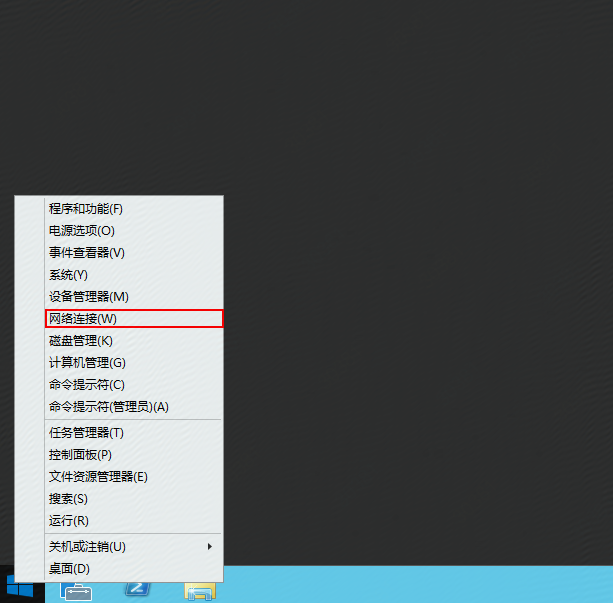 程序和功能(F)
电源选项(O)
事件查看器(V)
系统(Y)
设备管理器(M)
网络连接(W)
磁盘管理(K)
计算机管理(G)
命令提示符(C)
命令提示符(管理员)(A)
任务管理器(T)
控制面板(P)
文件资源管理器(E)
搜索(S)
运行(R)
关机或注销(U)
桌面(D)